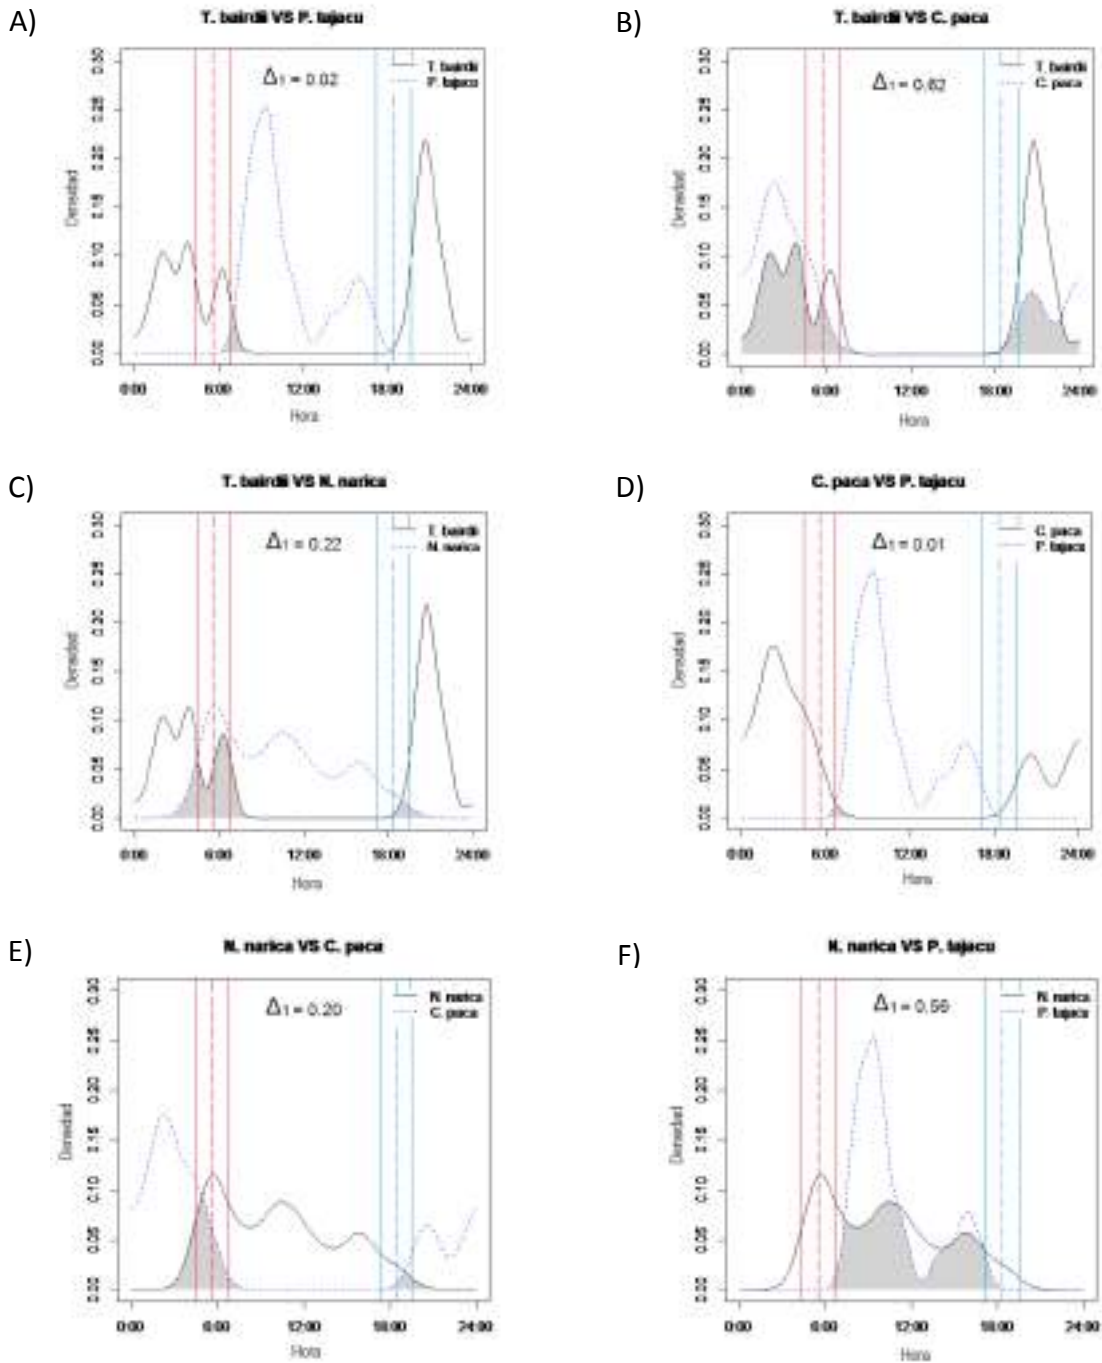 A)
T. bairdii VS P. tajacu
Δ1 = 0.02
T. bairdii
P. tajacu
Densidad
0.30
0.25
0.20
0.15
0.10
0.05
0.00
0:00 6:00 12:00 18:00 24:00
Hora
B)
T. bairdii VS C. paca
Δ1 = 0.62
T. bairdii
C. paca
Densidad
0.30
0.25
0.20
0.15
0.10
0.05
0.00
0:00 6:00 12:00 18:00 24:00
Hora
C)
T. bairdii VS N. narica
Δ1 = 0.22
T. bairdii
N. narica
Densidad
0.30
0.25
0.20
0.15
0.10
0.05
0.00
0:00 6:00 12:00 18:00 24:00
Hora
D)
C. paca VS P. tajacu
Δ1 = 0.01
C. paca
P. tajacu
Densidad
0.30
0.25
0.20
0.15
0.10
0.05
0.00
0:00 6:00 12:00 18:00 24:00
Hora
E)
N. narica VS C. paca
Δ1 = 0.20
N. narica
C. paca
Densidad
0.30
0.25
0.20
0.15
0.10
0.05
0.00
0:00 6:00 12:00 18:00 24:00
Hora
F)
N. narica VS P. tajacu
Δ1 =
N. narica
P. tajacu
Densidad
0.30
0.25
0.20
0.15
0.10
0.05
0.00
0:00 6:00 12:00 18:00 24:00
Hora